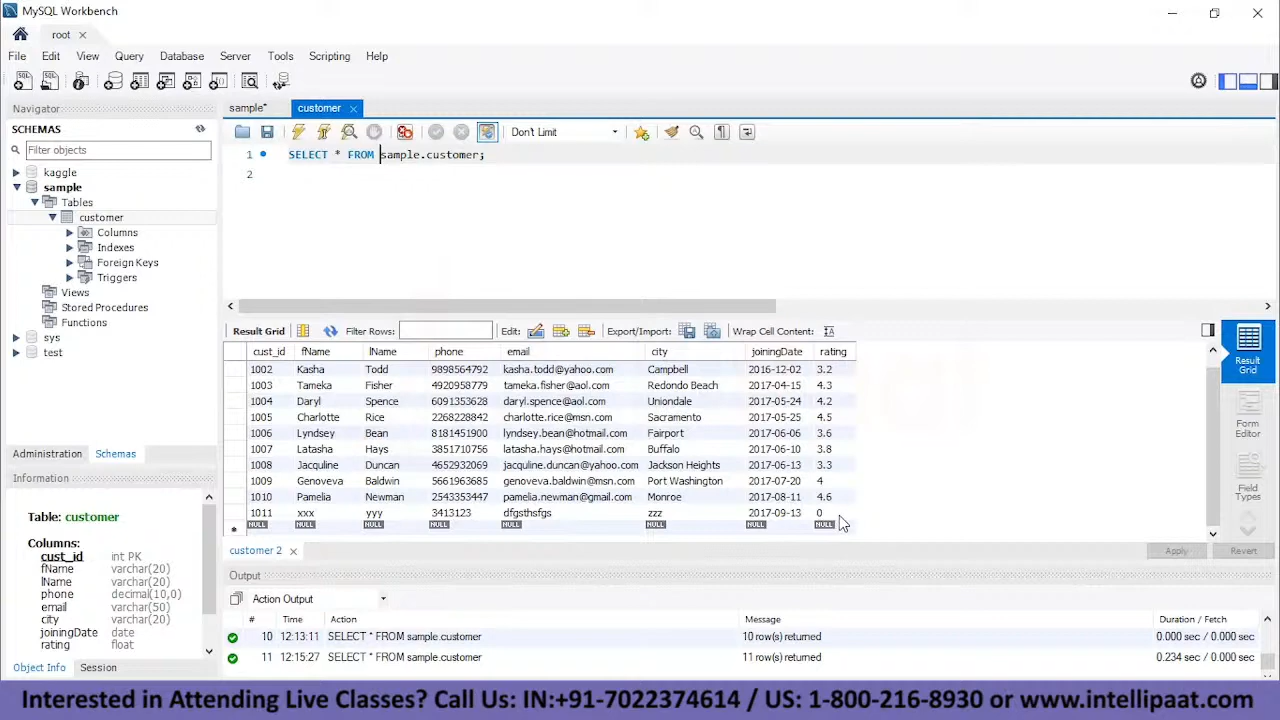 MySQL Workbench
root
File Edit View Query Database Server Tools Scripting Help
Navigator
SCHEMAS
Filter objects
kaggle
sample
Tables
customer
Columns
Indexes
Foreign Keys
Triggers
Views
Stored Procedures
Functions
sys
test
Administration Schemas
Information
Table: customer
Columns:
cust_id int PK
fName varchar(20)
lName varchar(20)
phone decimal(10,0)
email varchar(50)
city varchar(20)
joiningDate date
rating float
Object Info Session
sample* customer
Don't Limit
1 SELECT * FROM sample.customer;
2
Result Grid Filter Rows: Edit: Export/Import: Wrap Cell Content:
cust_id fName lName phone email city joiningDate rating
1002 Kasha Todd 9898564792 kasha.todd@yahoo.com Campbell 2016-12-02 3.2
1003 Tameka Fisher 4920958779 tameka.fisher@aol.com Redondo Beach 2017-04-15 4.3
1004 Daryl Spence 6091353628 daryl.spence@aol.com Uniondale 2017-05-24 4.2
1005 Charlotte Rice 2268228842 charlotte.rice@msn.com Sacramento 2017-05-25 4.5
1006 Lyndsey Bean 8181451900 lyndsey.bean@hotmail.com Fairport 2017-06-06 3.6
1007 Latasha Hays 3851710756 latasha.hays@hotmail.com Buffalo 2017-06-10 3.8
1008 Jacquline Duncan 4652932069 jacquline.duncan@yahoo.com Jackson Heights 2017-06-13 3.3
1009 Genoveva Baldwin 5661963685 genoveva.baldwin@msn.com Port Washington 2017-07-20 4
1010 Pamelia Newman 2543353447 pamelia.newman@gmail.com Monroe 2017-08-11 4.6
1011 xxx yyy 3413123 dfgsthsfgs zzz 2017-09-13 0
* NULL NULL NULL NULL NULL NULL NULL NULL
Result
Grid
Form
Editor
Field
Types
customer 2 Apply Revert
Output
Action Output
# Time Action Message Duration / Fetch
10 12:13:11 SELECT * FROM sample.customer 10 row(s) returned 0.000 sec / 0.000 sec
11 12:15:27 SELECT * FROM sample.customer 11 row(s) returned 0.234 sec / 0.000 sec
Interested in Attending Live Classes? Call Us: IN:+91-7022374614 / US: 1-800-216-8930 or www.intellipaat.com